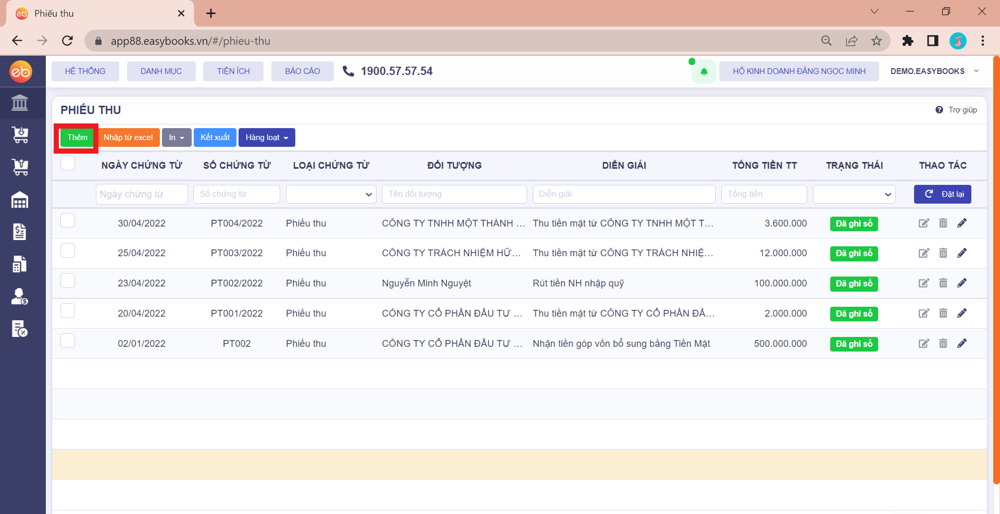 eb Phiếu thu
app88.easybooks.vn/#/phieu-thu
eb HỆ THỐNG DANH MỤC TIỆN ÍCH BÁO CÁO 1900.57.57.54 HỘ KINH DOANH ĐẶNG NGỌC MINH DEMO.EASYBOOKS
PHIẾU THU Trợ giúp
Thêm Nhập từ excel In Kết xuất Hàng loạt
NGÀY CHỨNG TỪ SỐ CHỨNG TỪ LOẠI CHỨNG TỪ ĐỐI TƯỢNG DIỄN GIẢI TỔNG TIỀN TT TRẠNG THÁI THAO TÁC
Ngày chứng từ Số chứng từ Tên đối tượng Diễn giải Tổng tiền Đặt lại
30/04/2022 PT004/2022 Phiếu thu CÔNG TY TNHH MỘT THÀNH ... Thu tiền mặt từ CÔNG TY TNHH MỘT T... 3.600.000 Đã ghi sổ
25/04/2022 PT003/2022 Phiếu thu CÔNG TY TRÁCH NHIỆM HỮ... Thu tiền mặt từ CÔNG TY TRÁCH NHIỆ... 12.000.000 Đã ghi sổ
23/04/2022 PT002/2022 Phiếu thu Nguyễn Minh Nguyệt Rút tiền NH nhập quỹ 100.000.000 Đã ghi sổ
20/04/2022 PT001/2022 Phiếu thu CÔNG TY CỔ PHẦN ĐẦU TƯ ... Thu tiền mặt từ CÔNG TY CỔ PHẦN ĐẦ... 2.000.000 Đã ghi sổ
02/01/2022 PT002 Phiếu thu CÔNG TY CỔ PHẦN ĐẦU TƯ ... Nhận tiền góp vốn bổ sung bằng Tiền Mặt 500.000.000 Đã ghi sổ